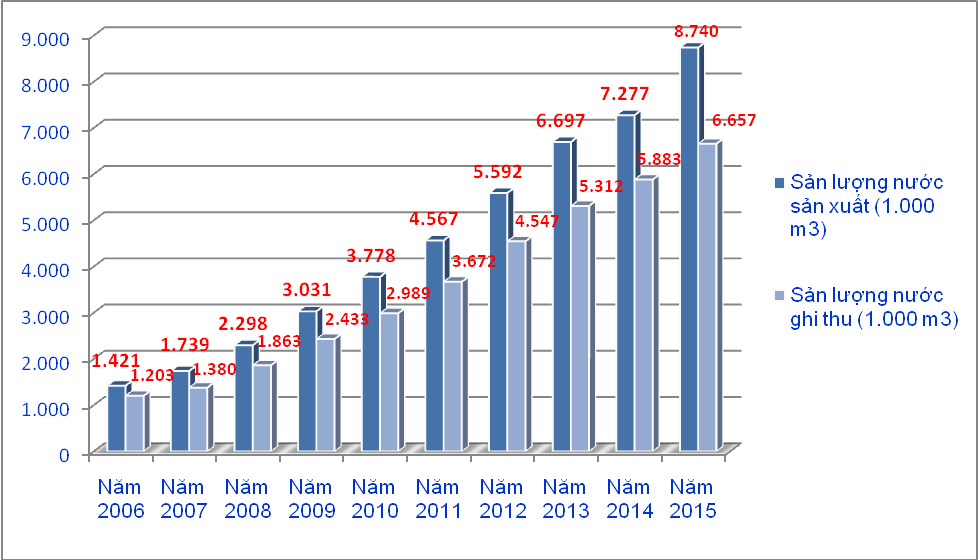 9.000
8.000
7.000
6.000
5.000
4.000
3.000
2.000
1.000
0
1.421
1.203
1.739
1.380
2.298
1.863
3.031
2.433
3.778
2.989
4.567
3.672
5.592
4.547
6.697
5.312
7.277
5.883
8.740
6.657
Năm
2006
Năm
2007
Năm
2008
Năm
2009
Năm
2010
Năm
2011
Năm
2012
Năm
2013
Năm
2014
Năm
2015
Sản lượng nước
sản xuất (1.000
m3)
Sản lượng nước
ghi thu (1.000 m3)